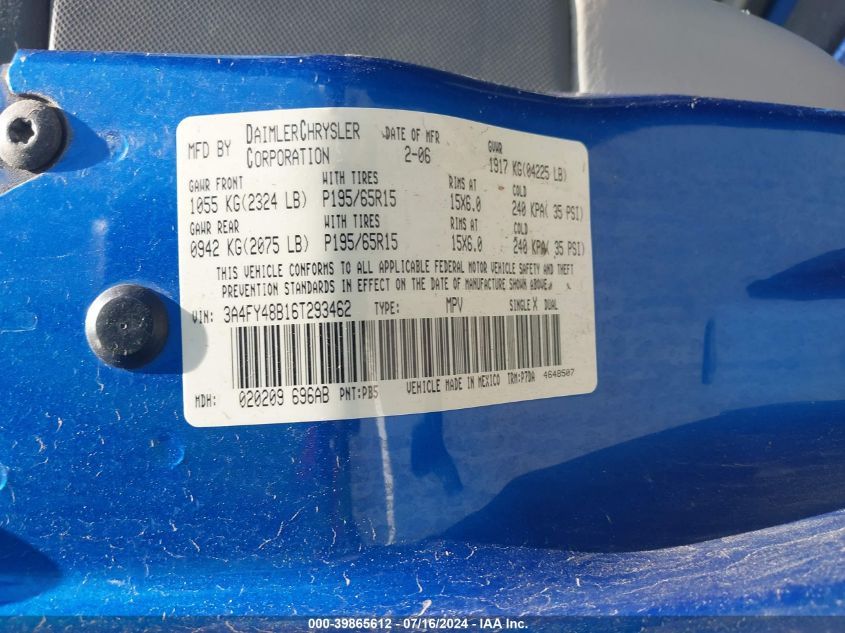 MFD BY DAIMLERCHRYSLER CORPORATION DATE OF MFR 2-06 GVWR 1917 KG(04225 LB)
GAWR FRONT WITH TIRES RIMS AT COLD
1055 KG(2324 LB) P195/65R15 15X6.0 240 KPA( 35 PSI)
GAWR REAR WITH TIRES RIMS AT COLD
0942 KG(2075 LB) P195/65R15 15X6.0 240 KPA( 35 PSI)
THIS VEHICLE CONFORMS TO ALL APPLICABLE FEDERAL MOTOR VEHICLE SAFETY AND THEFT
PREVENTION STANDARDS IN EFFECT ON THE DATE OF MANUFACTURE SHOWN ABOVE.
VIN: 3A4FY48B16T293462 TYPE: MPV SINGLE X DUAL
MDH: 020209 696AB PNT:PB5 VEHICLE MADE IN MEXICO TRM:P7DA 4648507
000-39865612 - 07/16/2024 - IAAI.COM